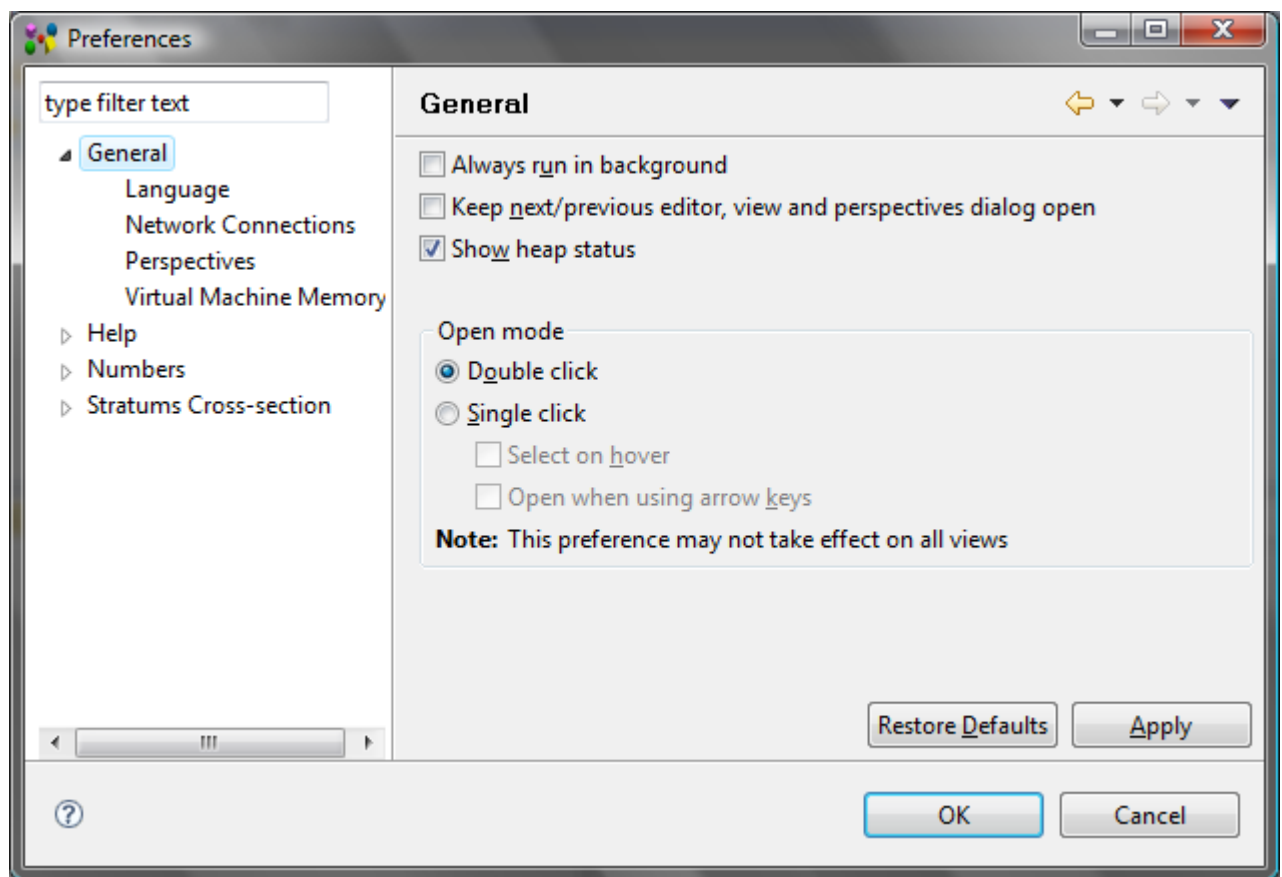 Preferences
type filter text
General
Language
Network Connections
Perspectives
Virtual Machine Memory
Help
Numbers
Stratums Cross-section
General
Always run in background
Keep next/previous editor, view and perspectives dialog open
Show heap status
Open mode
Double click
Single click
Select on hover
Open when using arrow keys
Note: This preference may not take effect on all views
Restore Defaults
Apply
OK
Cancel